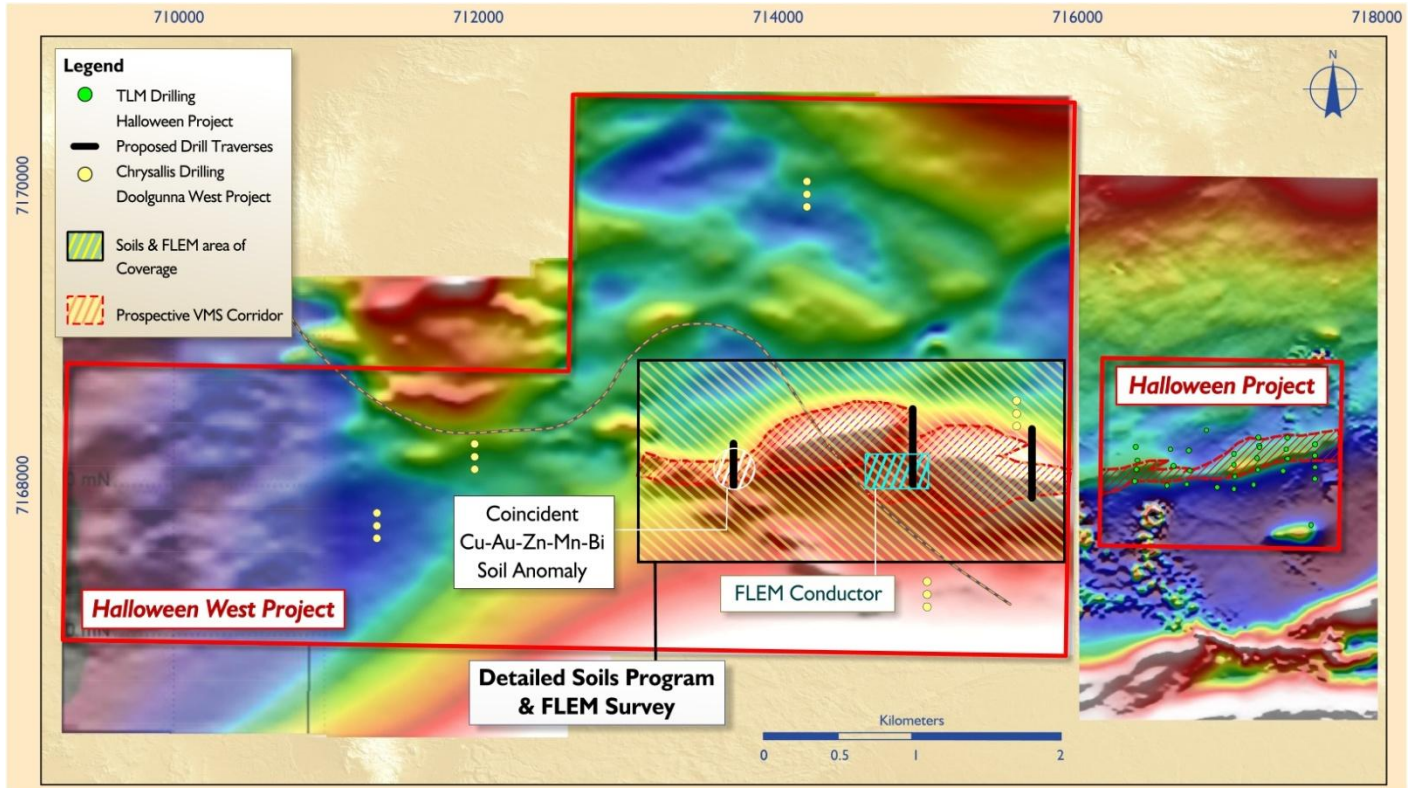 710000
712000
714000
716000
718000
7170000
7168000
Legend
TLM Drilling
Halloween Project
Proposed Drill Traverses
Chrysallis Drilling
Doolgunna West Project
Soils & FLEM area of
Coverage
Prospective VMS Corridor
N
Halloween Project
0 mN
Coincident
Cu-Au-Zn-Mn-Bi
Soil Anomaly
FLEM Conductor
Halloween West Project
Detailed Soils Program
& FLEM Survey
Kilometers
0
0.5
1
2